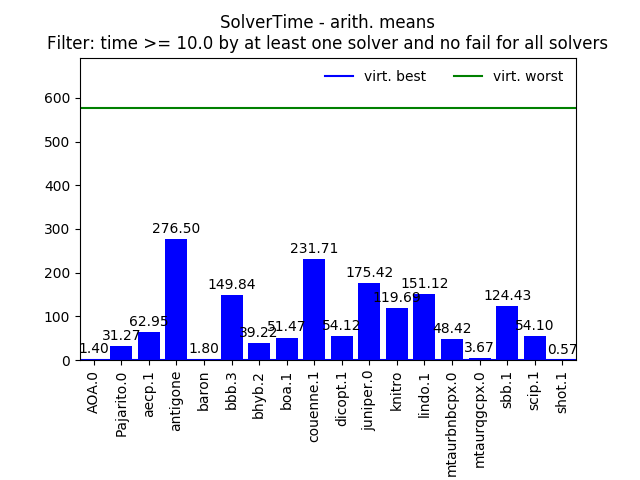 SolverTime - arith. means
Filter: time >= 10.0 by at least one solver and no fail for all solvers
virt. best
virt. worst
600
500
400
300
200
100
0
1.40
31.27
62.95
276.50
1.80
149.84
39.22
51.47
231.71
54.12
175.42
119.69
151.12
48.42
3.67
124.43
54.10
0.57
AOA.0
Pajarito.0
aecp.1
antigone
baron
bbb.3
bhyb.2
boa.1
couenne.1
dicopt.1
juniper.0
knitro
lindo.1
mtaurbnbcpx.0
mtaurqgcpx.0
sbb.1
scip.1
shot.1